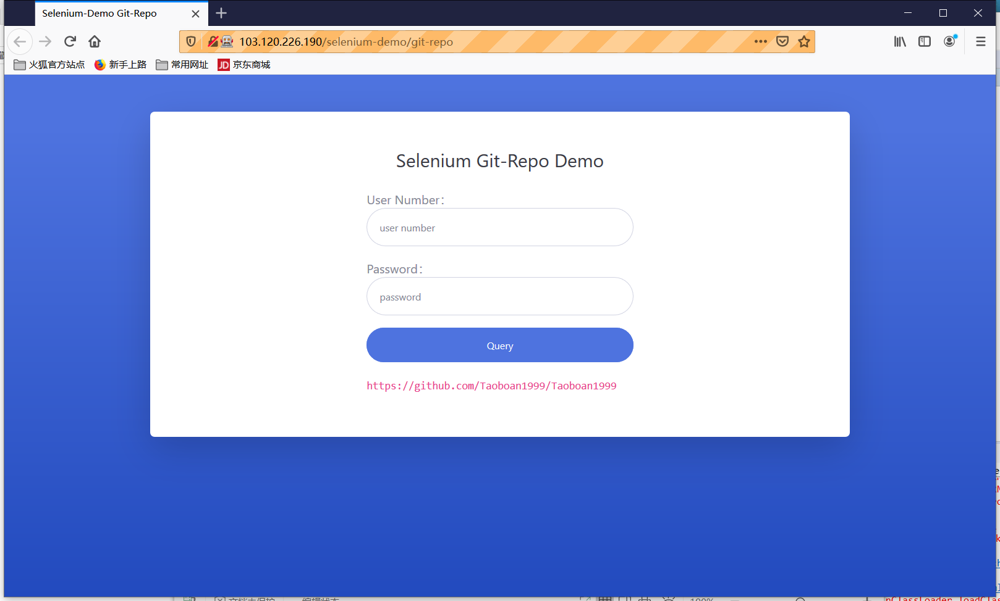 Selenium-Demo Git-Repo
103.120.226.190/selenium-demo/git-repo
火狐官方站点 新手上路 常用网址 JD 京东商城
Selenium Git-Repo Demo
User Number：
user number
Password：
password
Query
https://github.com/Taoboan1999/Taoboan1999